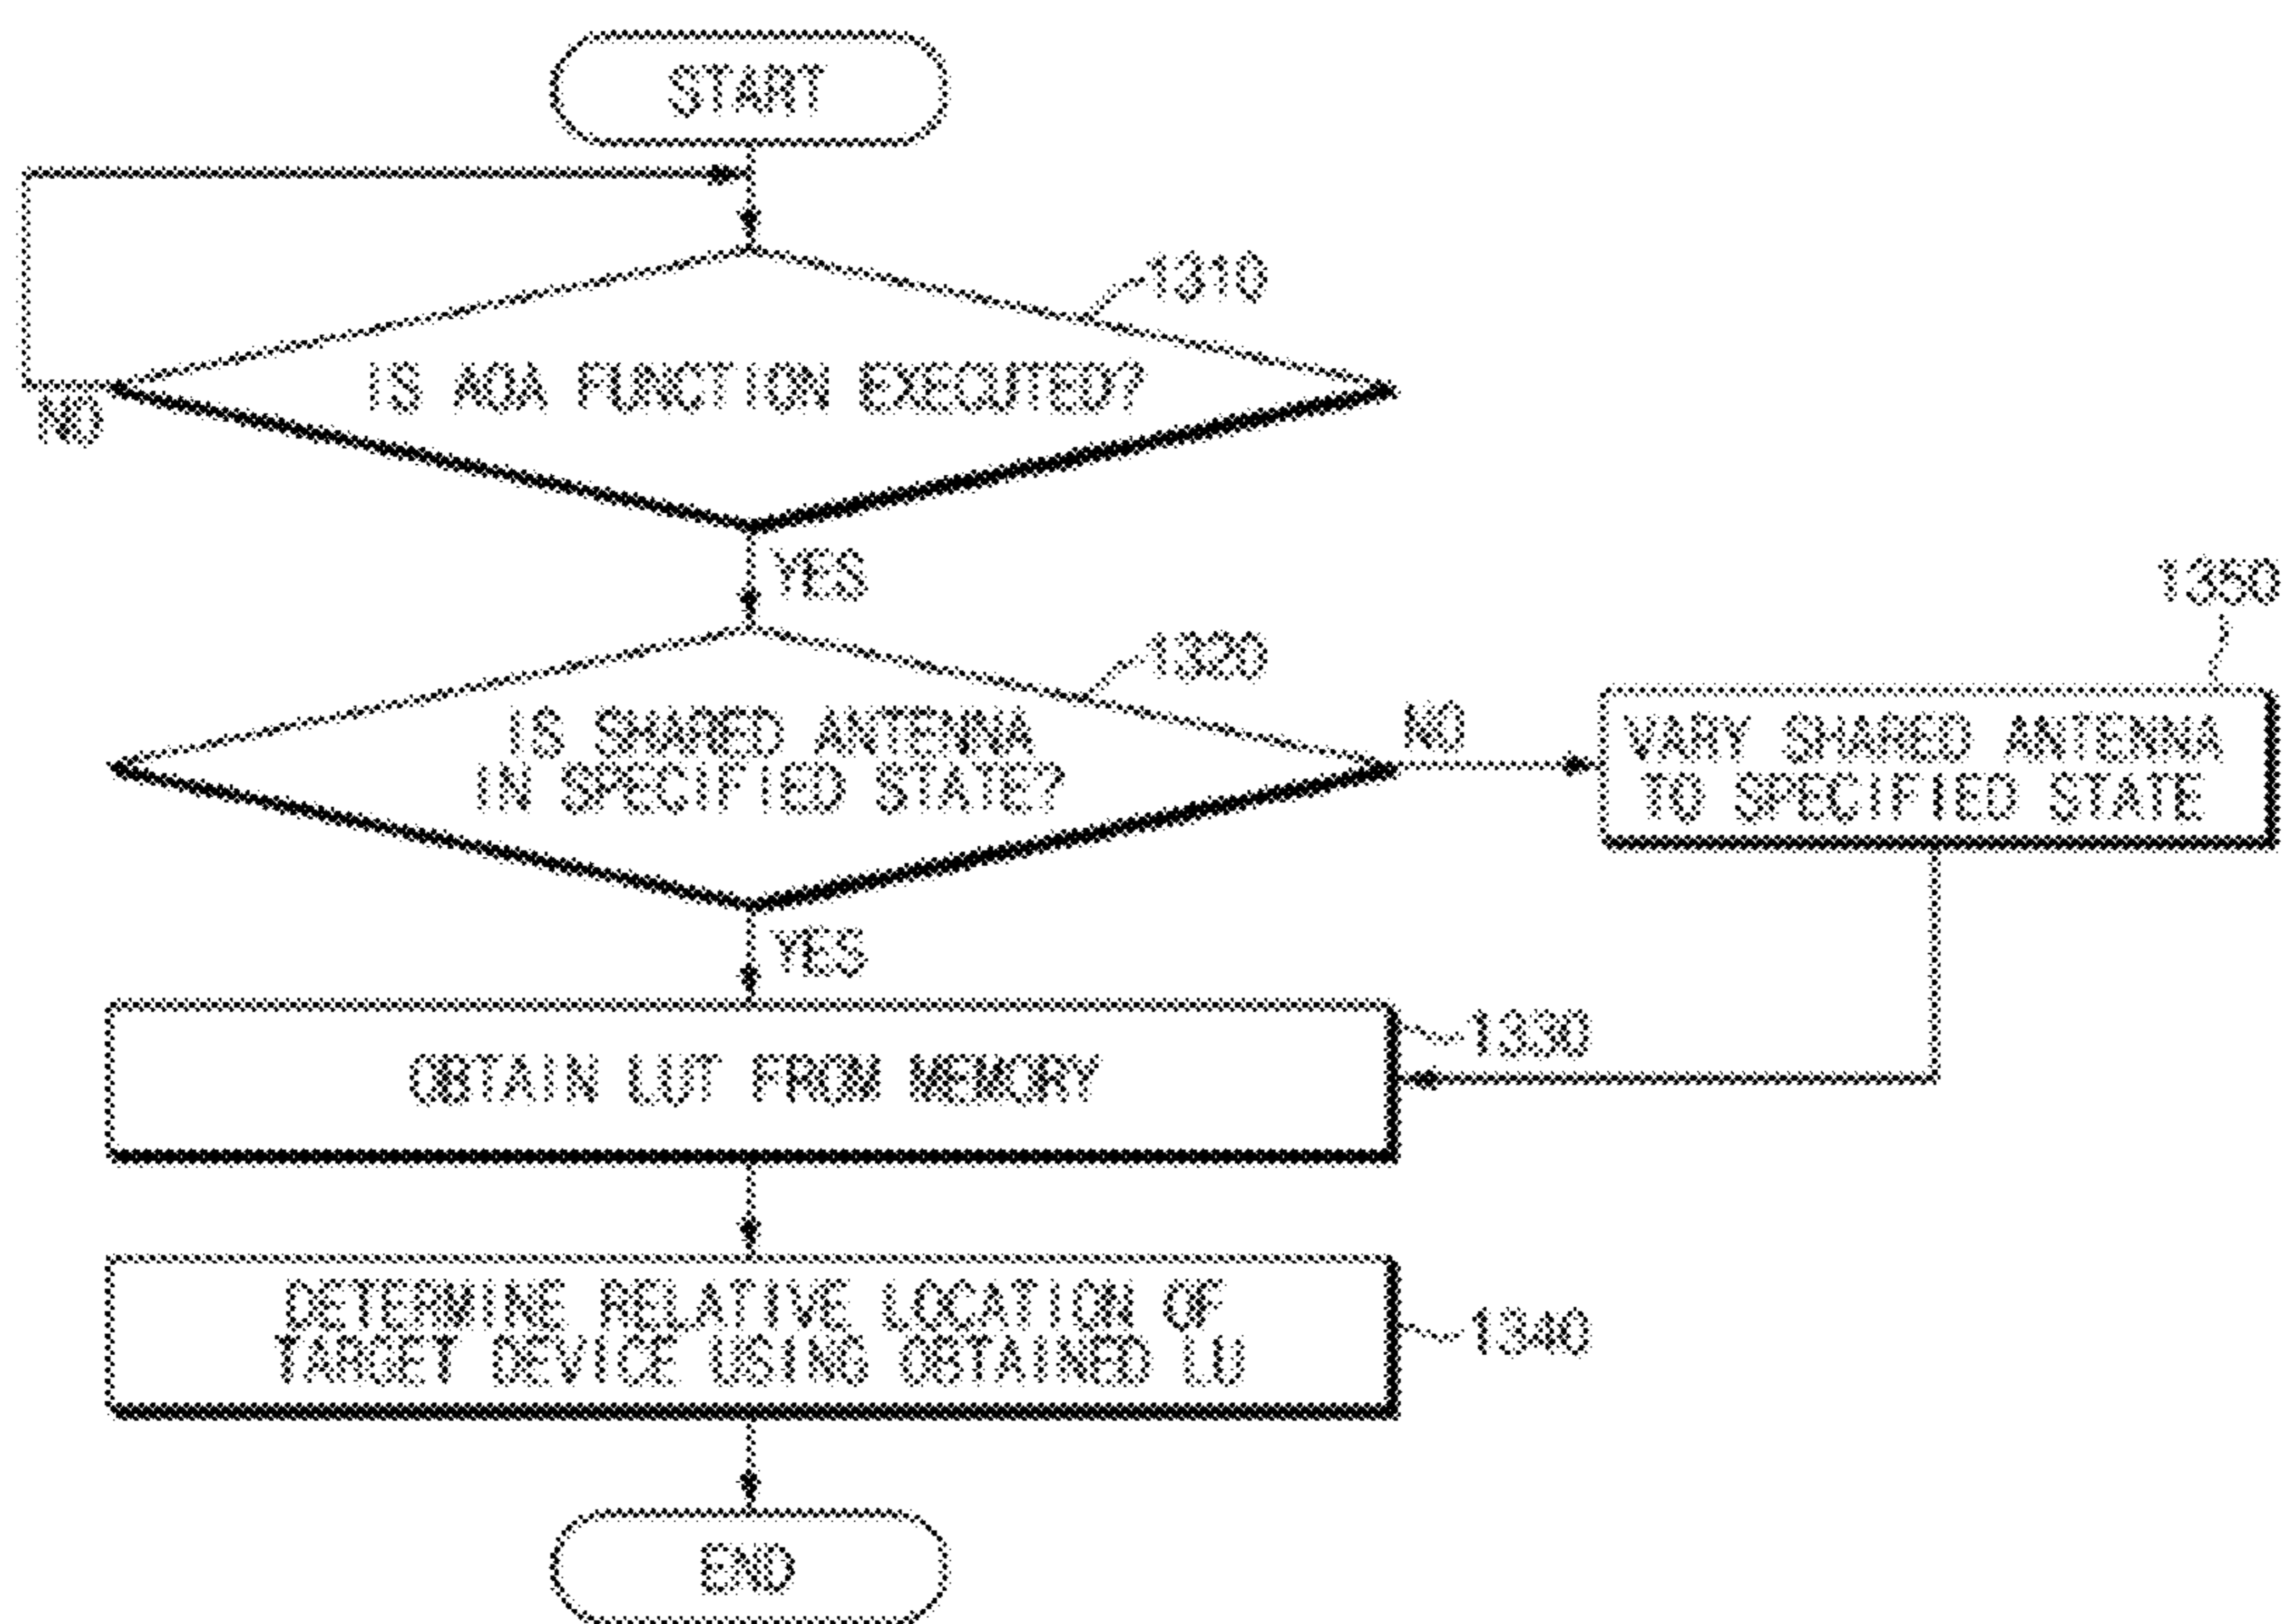 START
1310
IS AOA FUNCTION EXECUTED?
NO
YES
1320
IS SHARED ANTENNA
IN SPECIFIED STATE?
NO
1350
VARY SHARED ANTENNA
TO SPECIFIED STATE
YES
1330
OBTAIN LUT FROM MEMORY
DETERMINE RELATIVE LOCATION OF
TARGET DEVICE USING OBTAINED LU
1340
END